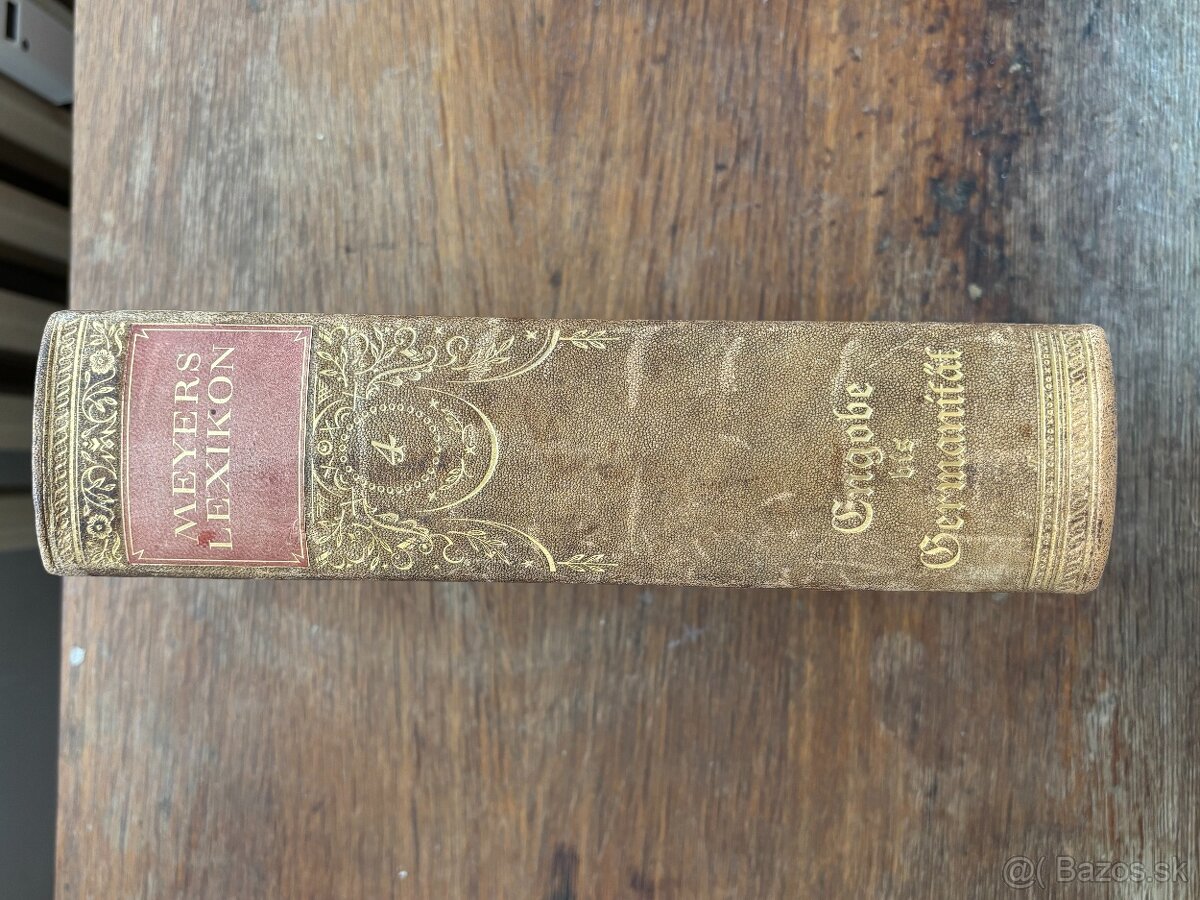 MEYERS
LEXIKON
4
Engobe
bis
Germanität
@( Bazos.sk